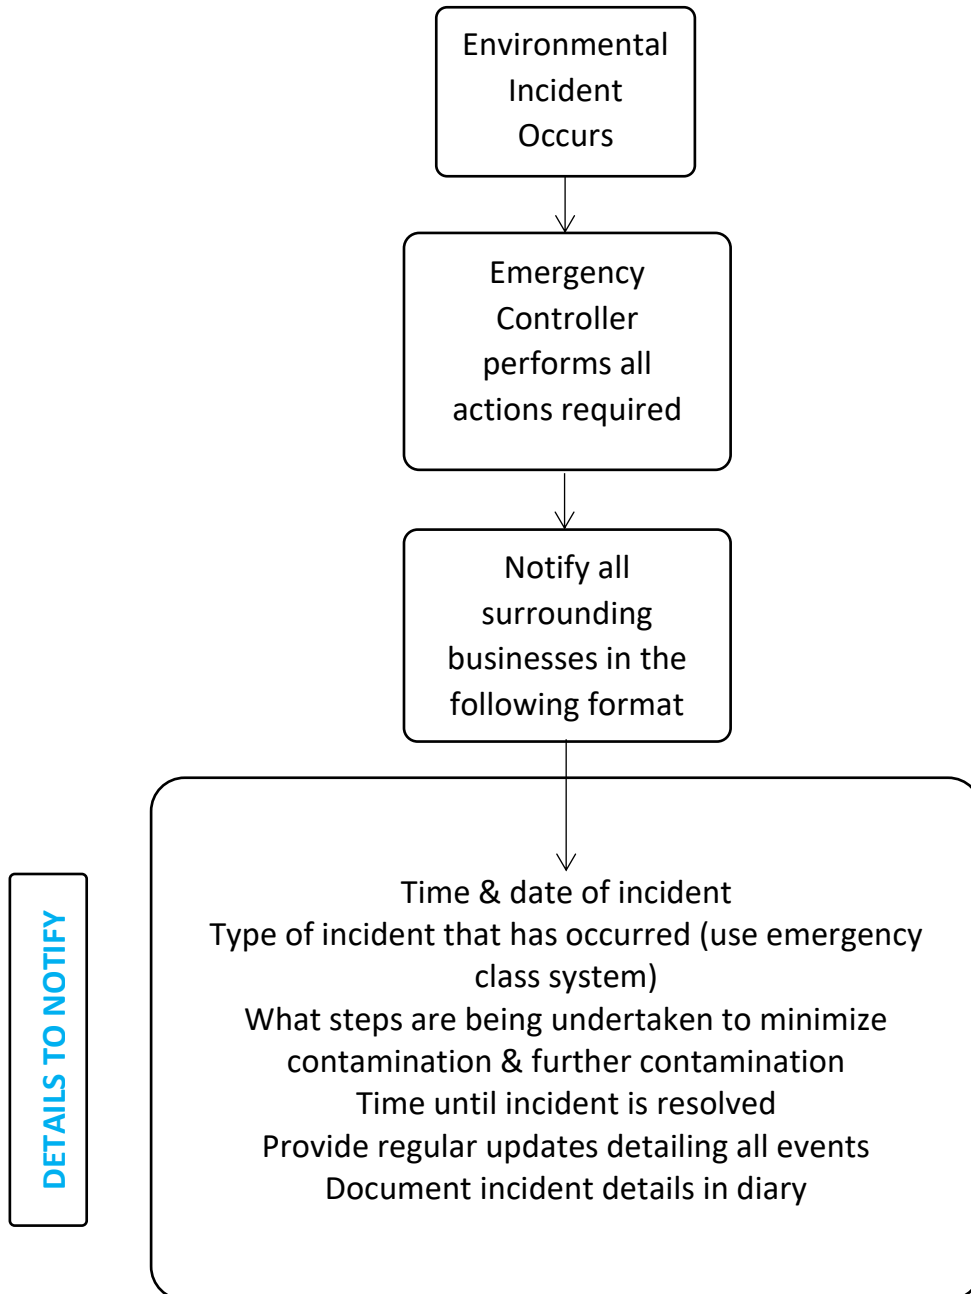 Environmental
Incident
Occurs
Emergency
Controller
performs all
actions required
Notify all
surrounding
businesses in the
following format
DETAILS TO NOTIFY
Time & date of incident
Type of incident that has occurred (use emergency
class system)
What steps are being undertaken to minimize
contamination & further contamination
Time until incident is resolved
Provide regular updates detailing all events
Document incident details in diary